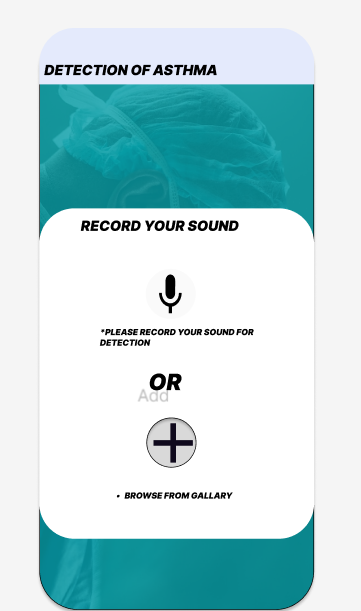 DETECTION OF ASTHMA
RECORD YOUR SOUND
*PLEASE RECORD YOUR SOUND FOR
DETECTION
OR
Add
• BROWSE FROM GALLARY